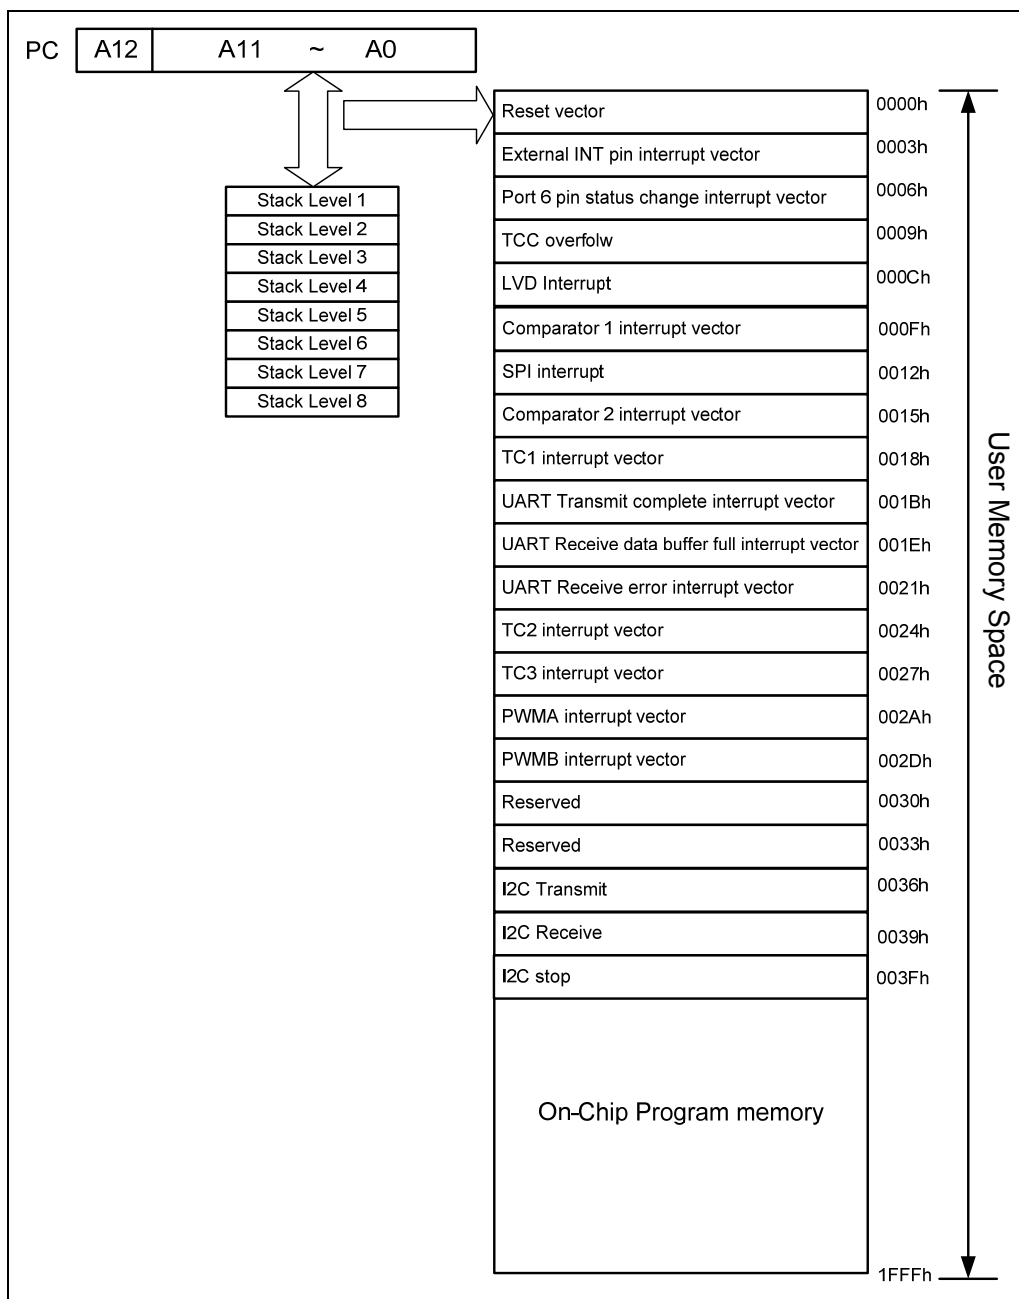 PC A12 A11 ~ A0
Stack Level 1
Stack Level 2
Stack Level 3
Stack Level 4
Stack Level 5
Stack Level 6
Stack Level 7
Stack Level 8
Reset vector 0000h
External INT pin interrupt vector 0003h
Port 6 pin status change interrupt vector 0006h
TCC overfolw 0009h
LVD Interrupt 000Ch
Comparator 1 interrupt vector 000Fh
SPI interrupt 0012h
Comparator 2 interrupt vector 0015h
TC1 interrupt vector 0018h
UART Transmit complete interrupt vector 001Bh
UART Receive data buffer full interrupt vector 001Eh
UART Receive error interrupt vector 0021h
TC2 interrupt vector 0024h
TC3 interrupt vector 0027h
PWMA interrupt vector 002Ah
PWMB interrupt vector 002Dh
Reserved 0030h
Reserved 0033h
I2C Transmit 0036h
I2C Receive 0039h
I2C stop 003Fh
On-Chip Program memory
1FFFh
User Memory Space